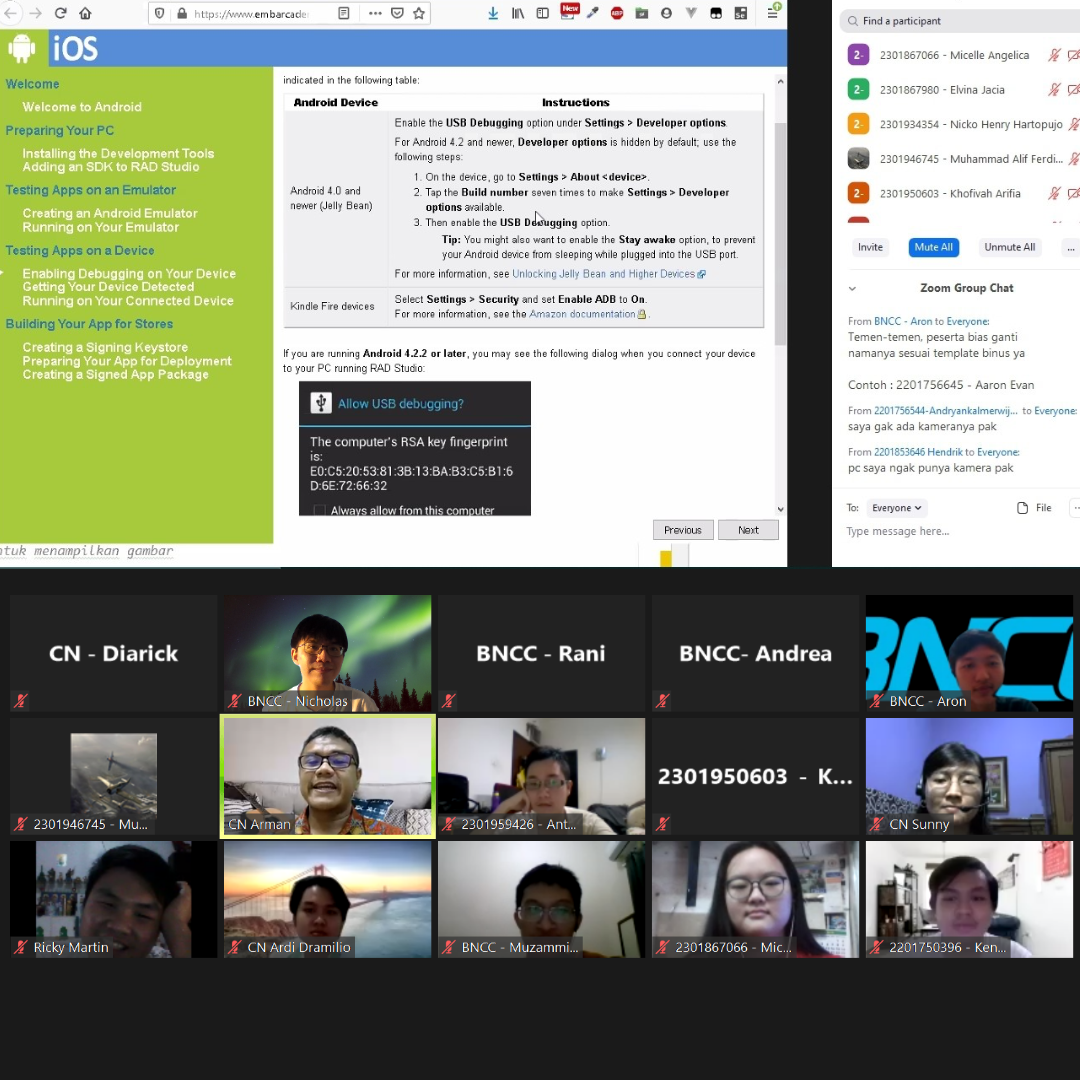 https://www.embarcade
New
ABP
Se
iOS
Welcome
Welcome to Android
Preparing Your PC
Installing the Development Tools
Adding an SDK to RAD Studio
Testing Apps on an Emulator
Creating an Android Emulator
Running on Your Emulator
Testing Apps on a Device
Enabling Debugging on Your Device
Getting Your Device Detected
Running on Your Connected Device
Building Your App for Stores
Creating a Signing Keystore
Preparing Your App for Deployment
Creating a Signed App Package
ntuk menampilkan gambar
indicated in the following table:
Android Device
Instructions
Android 4.0 and
newer (Jelly Bean)
Enable the USB Debugging option under Settings > Developer options.
For Android 4.2 and newer, Developer options is hidden by default; use the
following steps:
1. On the device, go to Settings > About <device>.
2. Tap the Build number seven times to make Settings > Developer
options available.
3. Then enable the USB Debugging option.
Tip: You might also want to enable the Stay awake option, to prevent
your Android device from sleeping while plugged into the USB port.
For more information, see Unlocking Jelly Bean and Higher Devices
Kindle Fire devices
Select Settings > Security and set Enable ADB to On.
For more information, see the Amazon documentation.
If you are running Android 4.2.2 or later, you may see the following dialog when you connect your device
to your PC running RAD Studio:
Allow USB debugging?
The computer's RSA key fingerprint
is:
E0:C5:20:53:81:3B:13:BA:B3:C5:B1:6
D:6E:72:66:32
Always allow from this computer
Previous
Next
Find a participant
2- 2301867066 - Micelle Angelica
2- 2301867980 - Elvina Jacia
2- 2301934354 - Nicko Henry Hartopujo
2301946745 - Muhammad Alif Ferdi...
2- 2301950603 - Khofivah Arifia
Invite
Mute All
Unmute All
...
Zoom Group Chat
From BNCC - Aron to Everyone:
Temen-temen, peserta bias ganti
namanya sesuai template binus ya
Contoh : 2201756645 - Aaron Evan
From 2201756544-Andryankalmerwij... to Everyone:
saya gak ada kameranya pak
From 2201853646 Hendrik to Everyone:
pc saya ngak punya kamera pak
To: Everyone
File
Type message here...
CN - Diarick
BNCC - Nicholas
BNCC - Rani
BNCC- Andrea
BNCC
BNCC - Aron
2301946745 - Mu...
CN Arman
2301959426 - Ant...
2301950603 - K...
CN Sunny
Ricky Martin
CN Ardi Dramilio
BNCC - Muzammi...
2301867066 - Mic...
2201750396 - Ken...